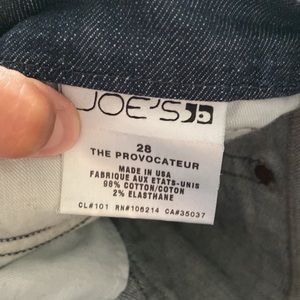 JOE'S
28
THE PROVOCATEUR
MADE IN USA
FABRIQUE AUX ETATS-UNIS
98% COTTON/COTON
2% ELASTHANE
CL#101 RN#106214 CA#35037